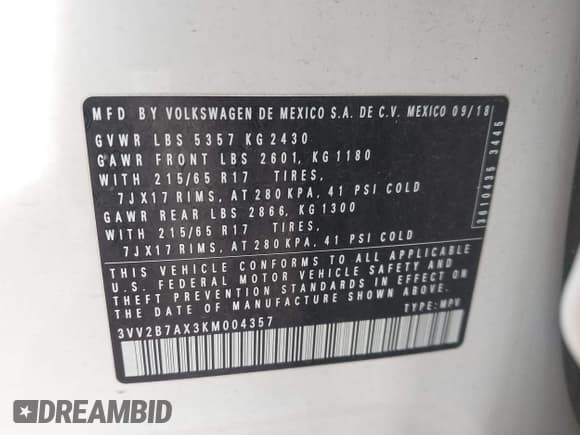 MFD BY VOLKSWAGEN DE MEXICO S.A. DE C.V. MEXICO 09/18
GVWR LBS 5357 KG 2430
GAWR FRONT LBS 2601, KG 1180
WITH 215/65 R17 TIRES,
7JX17 RIMS, AT 280 KPA, 41 PSI COLD
GAWR REAR LBS 2866, KG 1300
WITH 215/65 R17 TIRES,
7JX17 RIMS, AT 280 KPA, 41 PSI COLD
THIS VEHICLE CONFORMS TO ALL APPLICABLE
U.S. FEDERAL MOTOR VEHICLE SAFETY AND
THEFT PREVENTION STANDARDS IN EFFECT ON
THE DATE OF MANUFACTURE SHOWN ABOVE.
3VV2B7AX3KM004357 TYPE: MPV
3610435 3445
DREAMBID